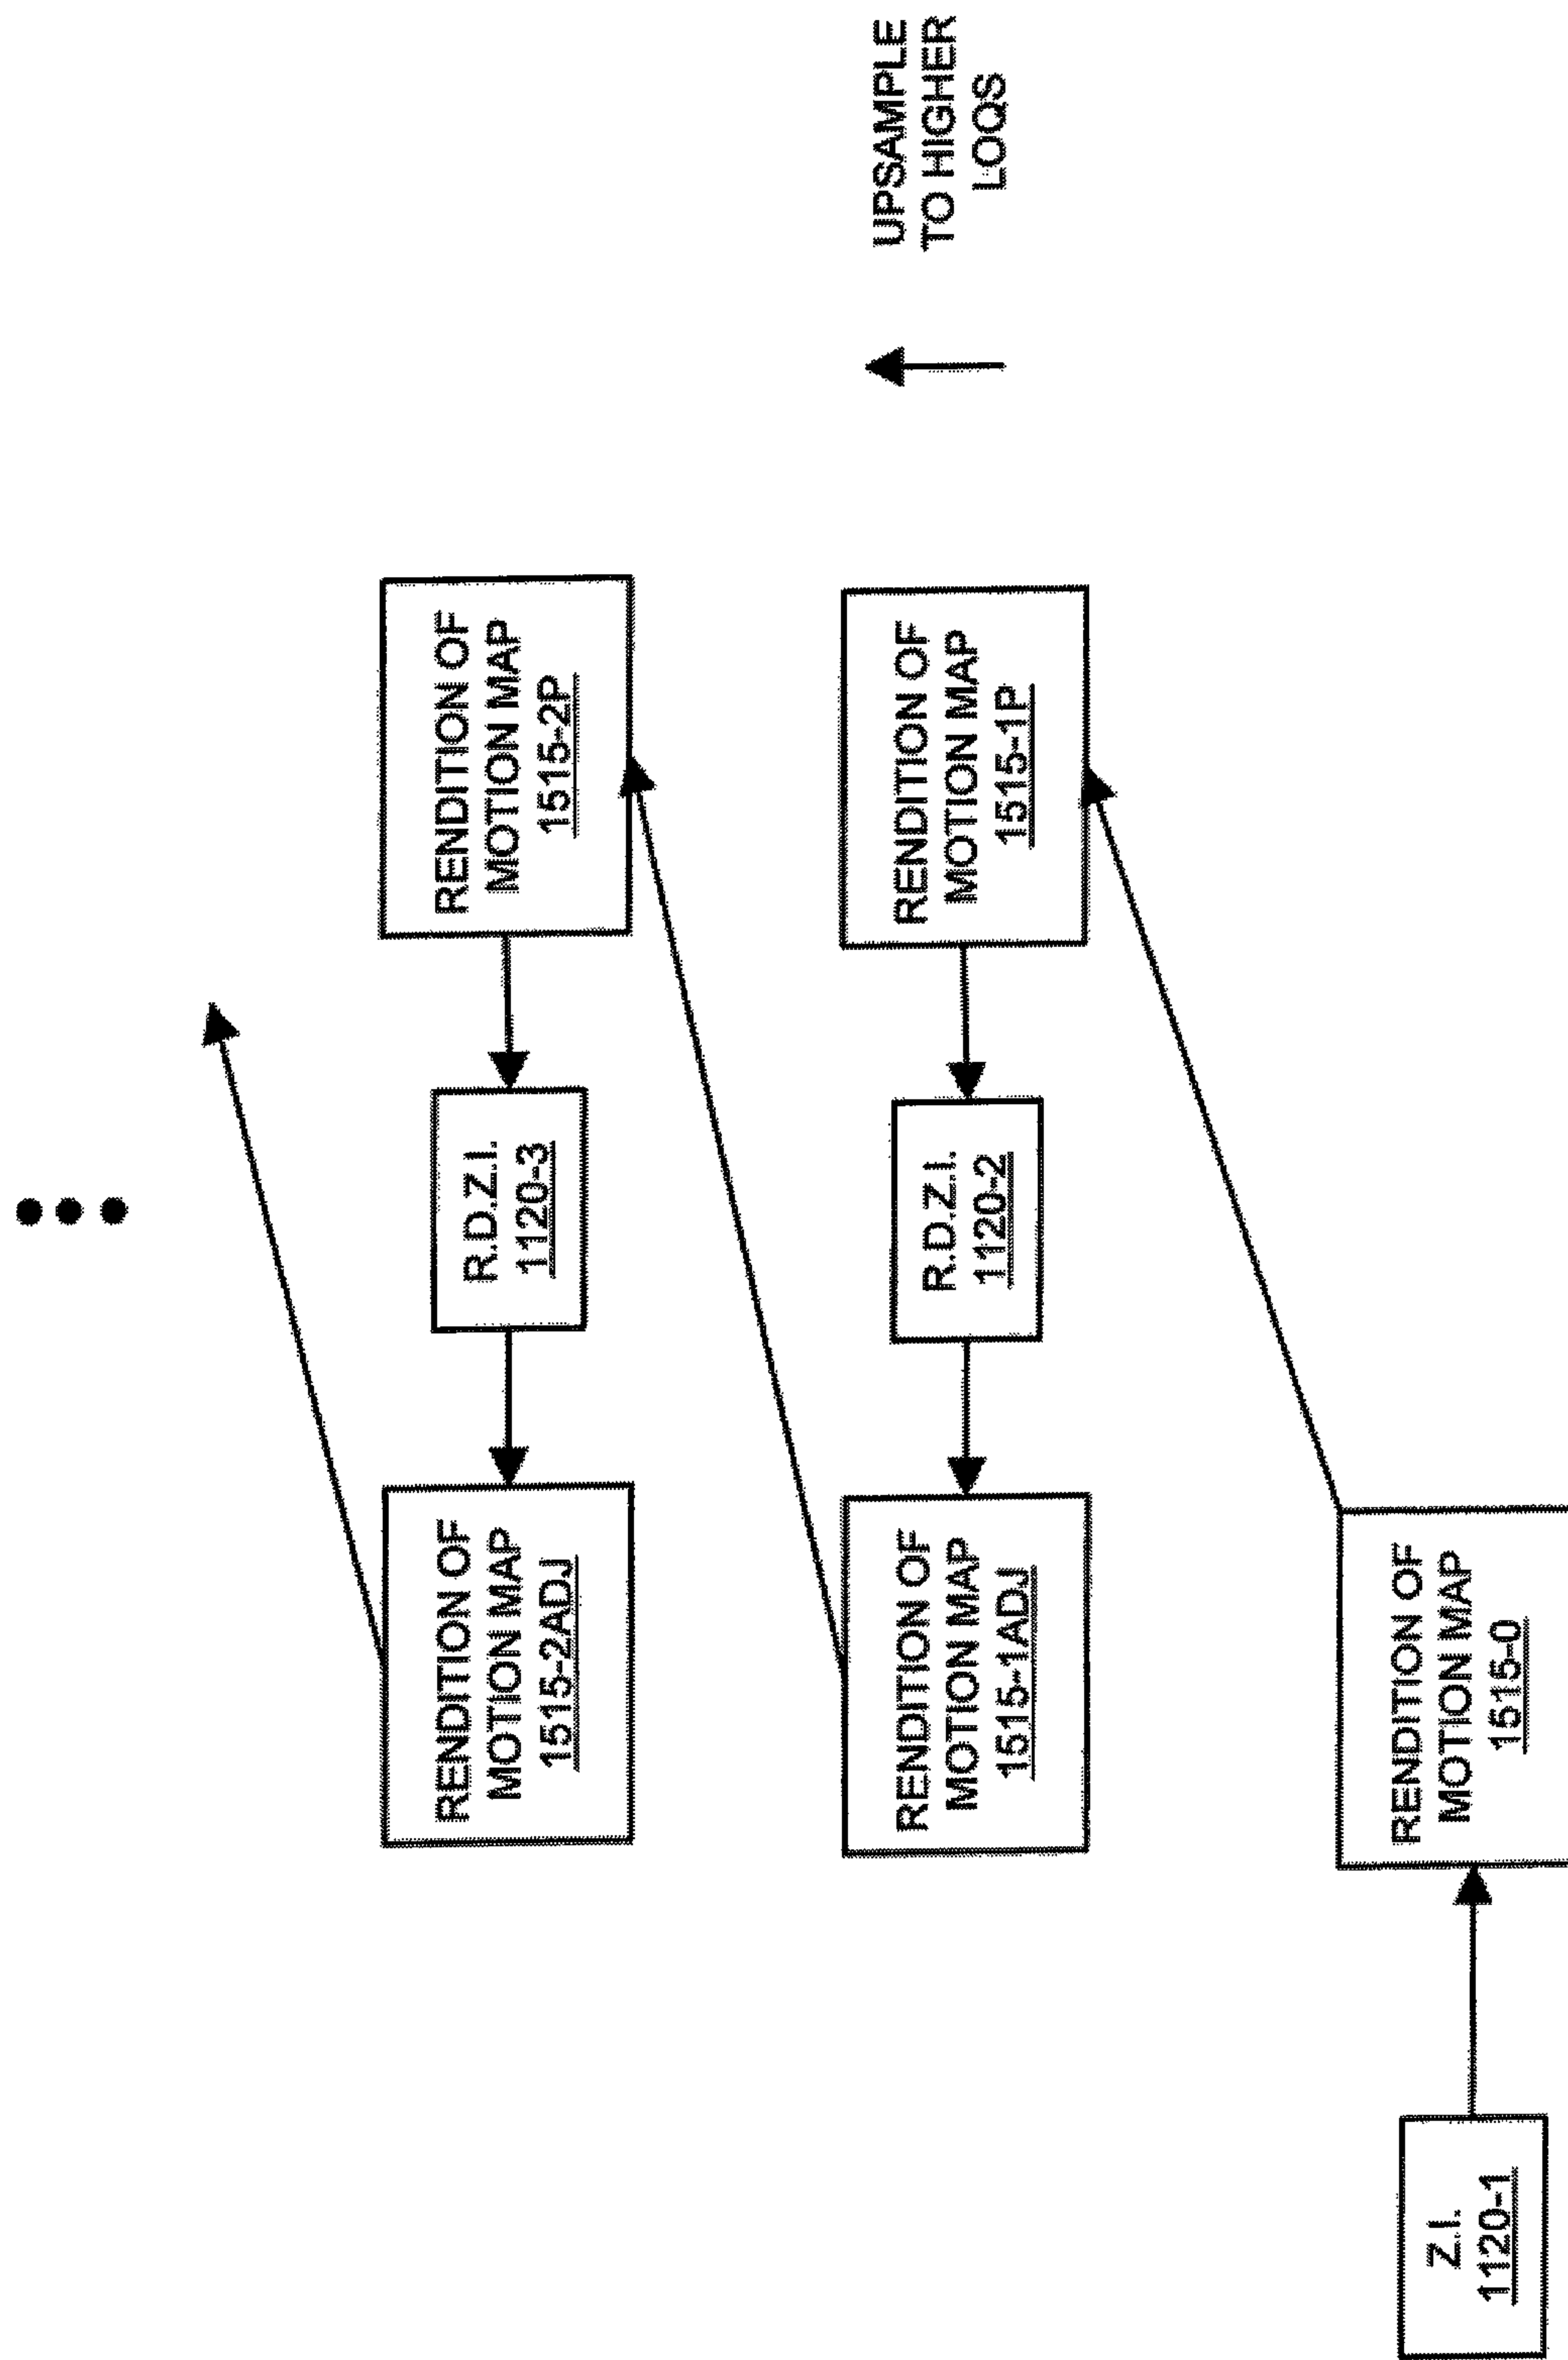 RENDITION OF
MOTION MAP
1515-2ADJ
R.D.Z.I.
1120-3
RENDITION OF
MOTION MAP
1515-2P
RENDITION OF
MOTION MAP
1515-1ADJ
R.D.Z.I.
1120-2
RENDITION OF
MOTION MAP
1515-1P
UPSAMPLE
TO HIGHER
LOQS
Z.I.
1120-1
RENDITION OF
MOTION MAP
1515-0